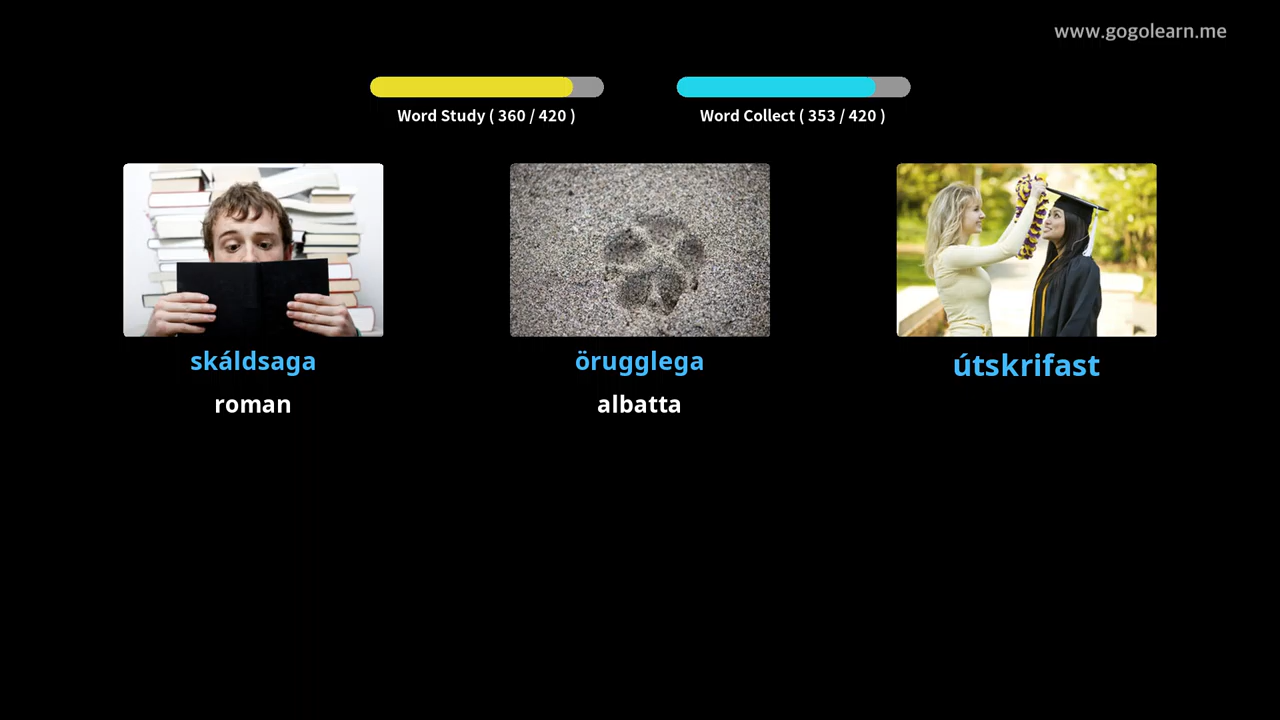 www.gogolearn.me
Word Study ( 360 / 420 )
Word Collect ( 353 / 420 )
skáldsaga
örugglega
útskrifast
roman
albatta